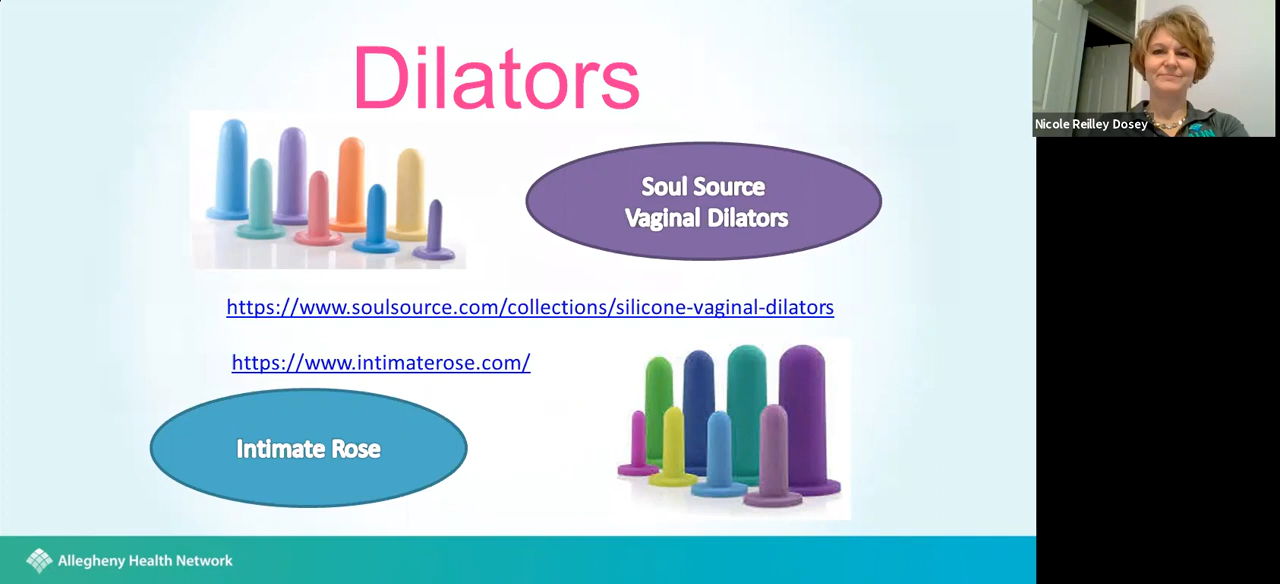 Dilators
Nicole Reilley Dosey
Soul Source
Vaginal Dilators
https://www.soulsource.com/collections/silicone-vaginal-dilators
https://www.intimaterose.com/
Intimate Rose
Allegheny Health Network